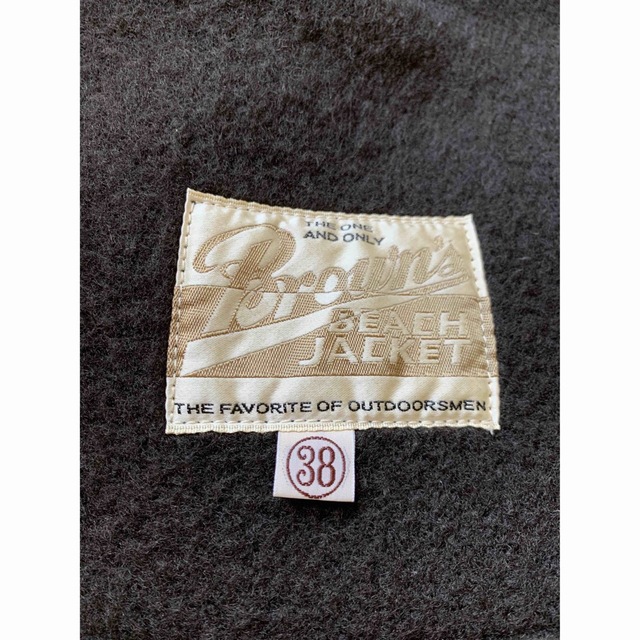 THE ONE
AND ONLY
Brown's
BEACH
JACKET
THE FAVORITE OF OUTDOORSMEN
38